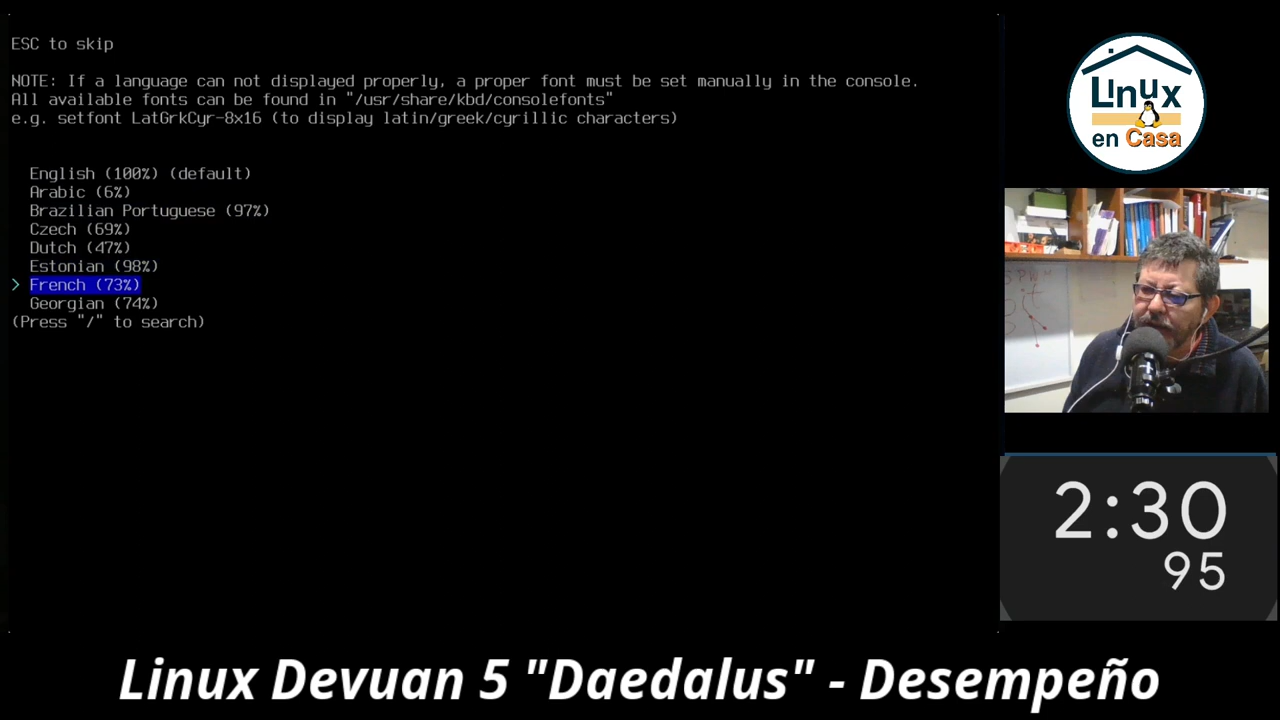 ESC to skip
NOTE: If a language can not displayed properly, a proper font must be set manually in the console.
All available fonts can be found in "/usr/share/kbd/consolefonts"
e.g. setfont LatGrkCyr-8x16 (to display latin/greek/cyrillic characters)
English (100%) (default)
Arabic (6%)
Brazilian Portuguese (97%)
Czech (69%)
Dutch (47%)
Estonian (98%)
> French (73%)
Georgian (74%)
(Press "/" to search)
Linux
en Casa
2:30
95
Linux Devuan 5 "Daedalus" - Desempeño